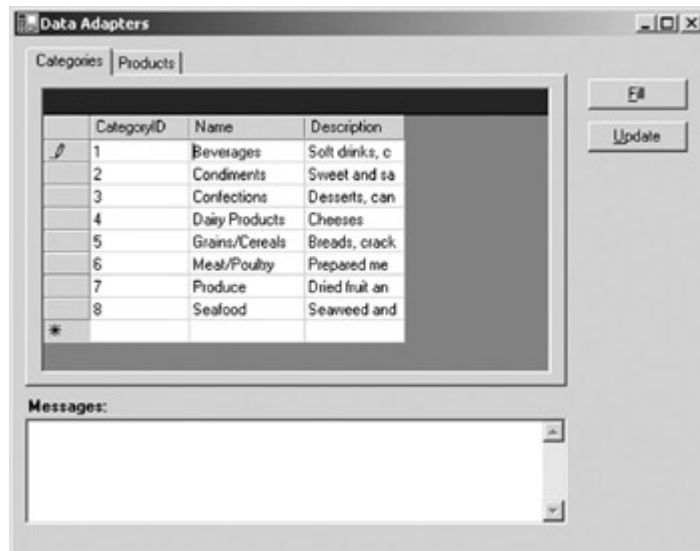 Data Adapters
Categories Products
Fill
Update
CategoryID Name Description
1 Beverages Soft drinks, c
2 Condiments Sweet and sa
3 Confections Desserts, can
4 Dairy Products Cheeses
5 Grains/Cereals Breads, crack
6 Meat/Poultry Prepared me
7 Produce Dried fruit an
8 Seafood Seaweed and
*
Messages: